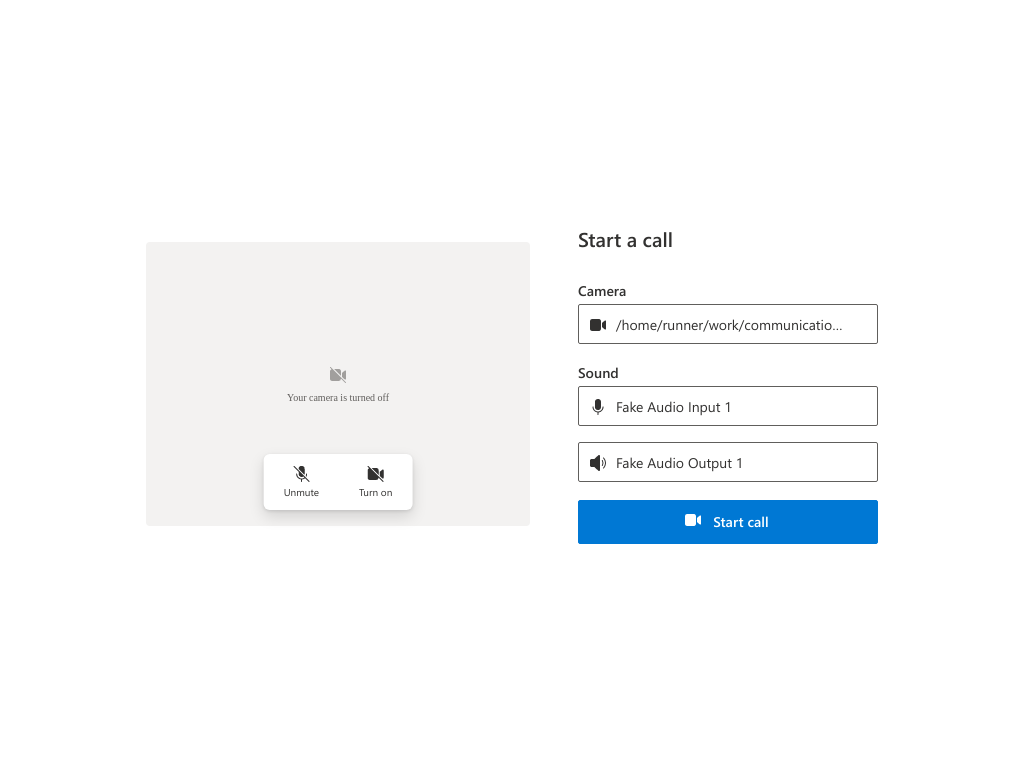 Your camera is turned off
Unmute
Turn on
Start a call
Camera
/home/runner/work/communicatio...
Sound
Fake Audio Input 1
Fake Audio Output 1
Start call